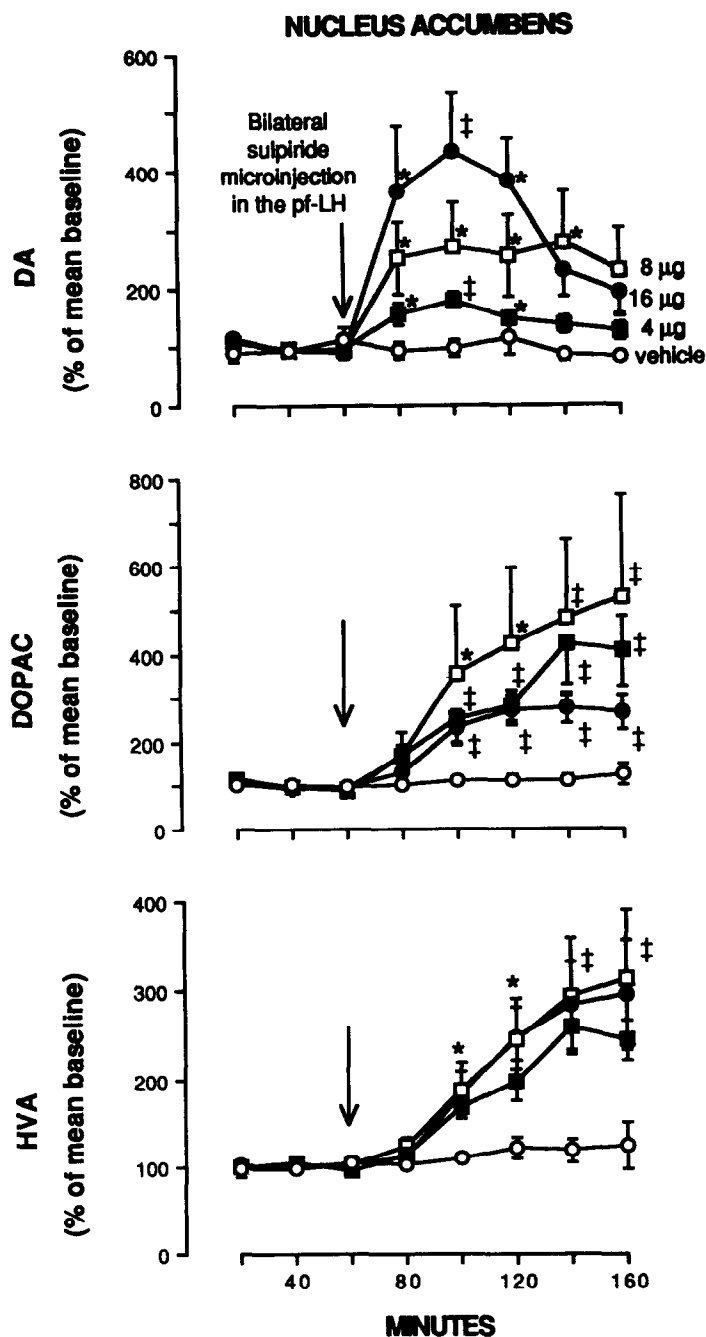 NUCLEUS ACCUMBENS
DA
(% of mean baseline)
600
400
200
0
Bilateral
sulpiride
microinjection
in the pf-LH
*
‡
*
*
*
*
*
*
‡
*
8 µg
16 µg
4 µg
vehicle
DOPAC
(% of mean baseline)
800
600
400
200
0
*
*
‡
‡
‡
‡
‡
‡
‡
‡
‡
‡
HVA
(% of mean baseline)
400
300
200
100
0
*
*
‡
‡
40
80
120
160
MINUTES